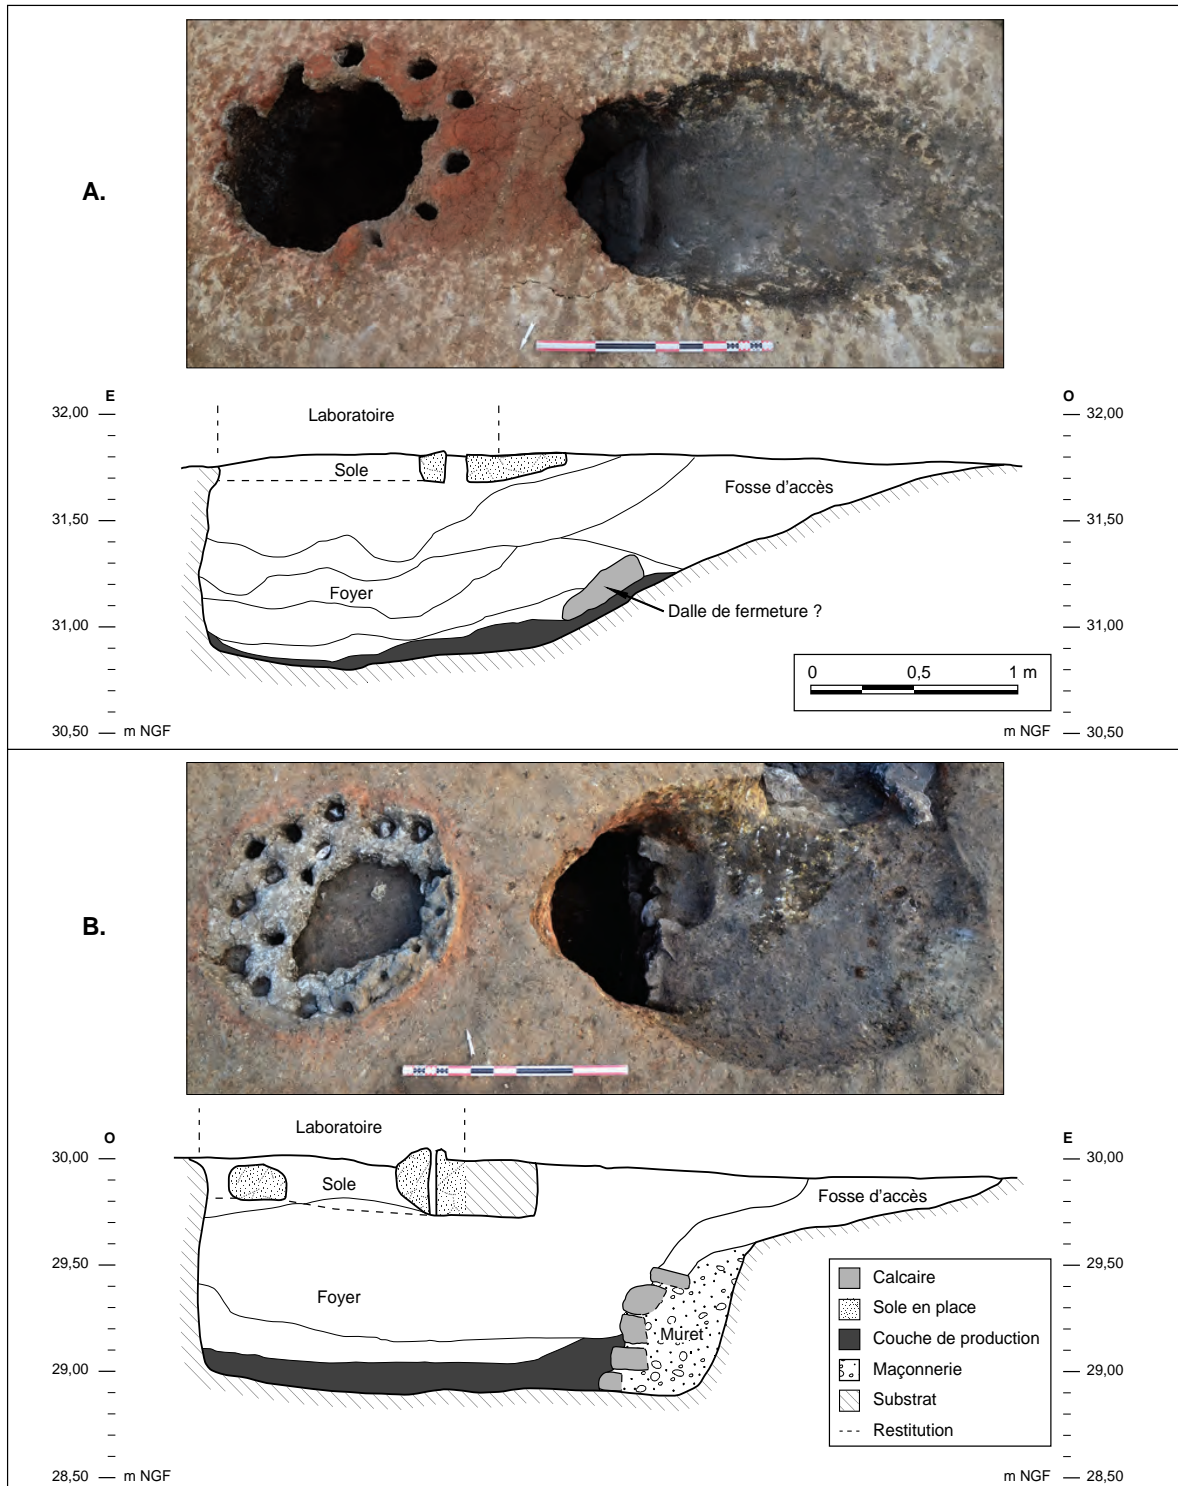 A.
E
O
32,00
Laboratoire
32,00
Sole
Fosse d'accès
31,50
31,50
Foyer
Dalle de fermeture ?
31,00
31,00
0 0,5 1 m
30,50 m NGF
m NGF 30,50
B.
O
Laboratoire
E
30,00
30,00
Sole
Fosse d'accès
29,50
29,50
Foyer
Muret
29,00
29,00
Calcaire
Sole en place
Couche de production
Maçonnerie
Substrat
Restitution
28,50 m NGF
m NGF 28,50